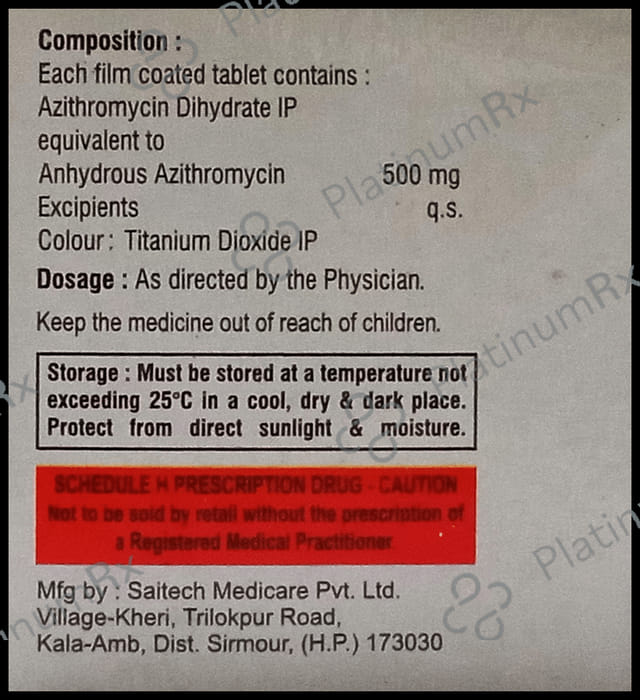 Composition :
Each film coated tablet contains :
Azithromycin Dihydrate IP
equivalent to
Anhydrous Azithromycin 500 mg
Excipients q.s.
Colour : Titanium Dioxide IP
Dosage : As directed by the Physician.
Keep the medicine out of reach of children.
Storage : Must be stored at a temperature not
exceeding 25°C in a cool, dry & dark place.
Protect from direct sunlight & moisture.
SCHEDULE H PRESCRIPTION DRUG - CAUTION
Not to be sold by retail without the prescription of
a Registered Medical Practitioner
Mfg by : Saitech Medicare Pvt. Ltd.
Village-Kheri, Trilokpur Road,
Kala-Amb, Dist. Sirmour, (H.P.) 173030
PlatinumRx
PlatinumRx